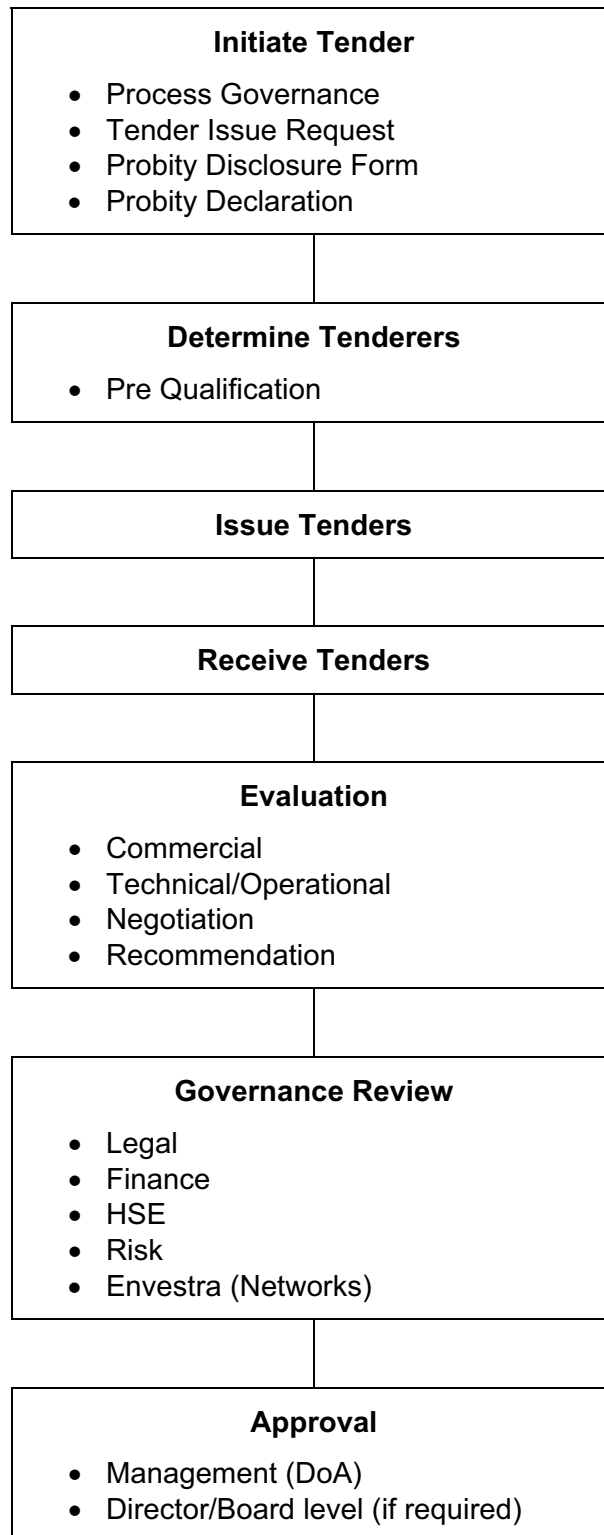 Initiate Tender
• Process Governance
• Tender Issue Request
• Probity Disclosure Form
• Probity Declaration
Determine Tenderers
• Pre Qualification
Issue Tenders
Receive Tenders
Evaluation
• Commercial
• Technical/Operational
• Negotiation
• Recommendation
Governance Review
• Legal
• Finance
• HSE
• Risk
• Envestra (Networks)
Approval
• Management (DoA)
• Director/Board level (if required)